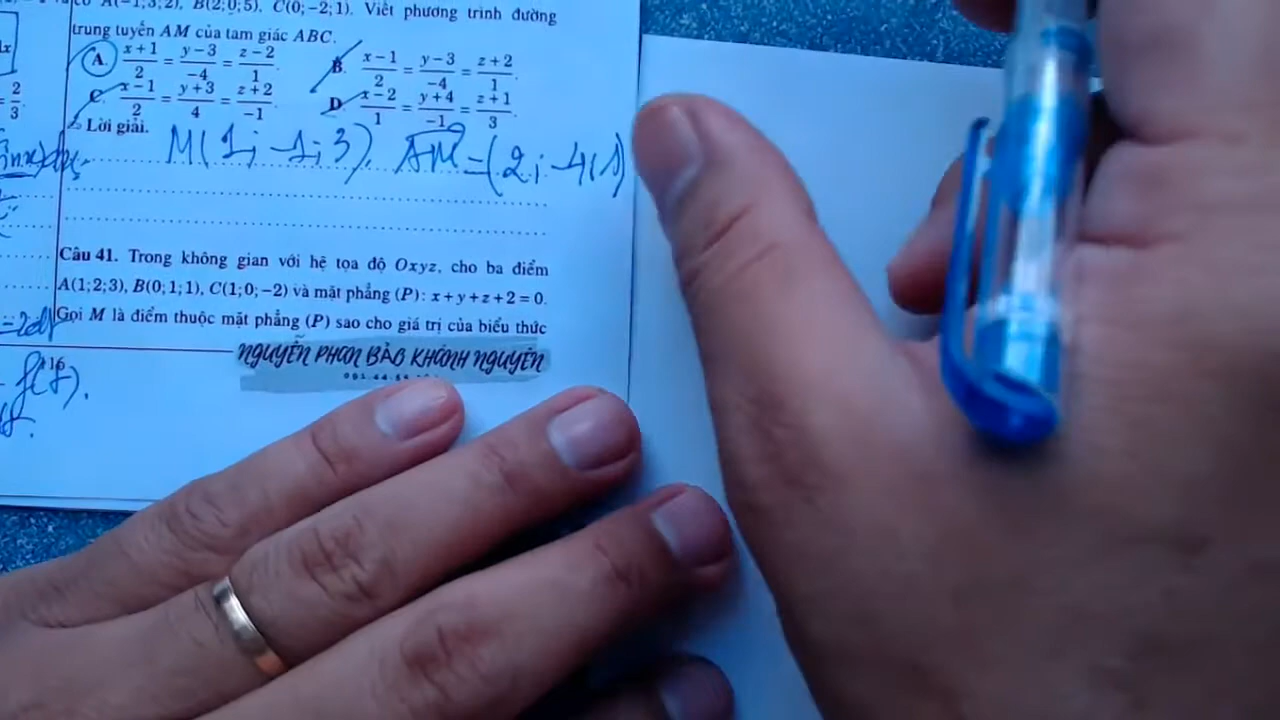 A(−1;3;2), B(2;0;5), C(0;−2;1). Viết phương trình đường
trung tuyến AM của tam giác ABC.
A. x+1/2 = y−3/−4 = z−2/1.
B. x−1/2 = y−3/−4 = z+2/1.
C. x−1/2 = y+3/4 = z+2/−1.
D. x−2/1 = y+4/−1 = z+1/3.
Lời giải.
M(1; −1; 3). AM = (2; −4; 1)
Câu 41. Trong không gian với hệ tọa độ Oxyz, cho ba điểm
A(1;2;3), B(0;1;1), C(1;0;−2) và mặt phẳng (P): x+y+z+2=0.
Gọi M là điểm thuộc mặt phẳng (P) sao cho giá trị của biểu thức
NGUYỄN PHAN BẢO KHÁNH NGUYÊN
16
2/3